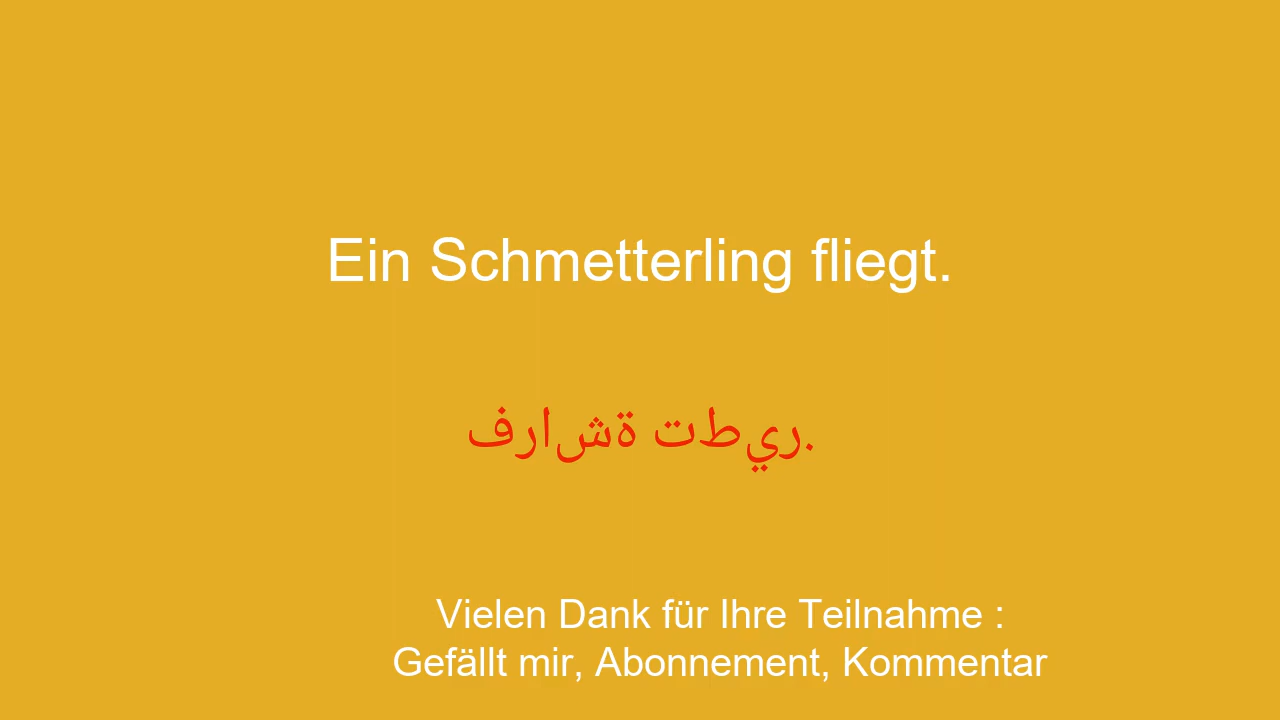 Ein Schmetterling fliegt.
فراشة تطير.
Vielen Dank für Ihre Teilnahme :
Gefällt mir, Abonnement, Kommentar